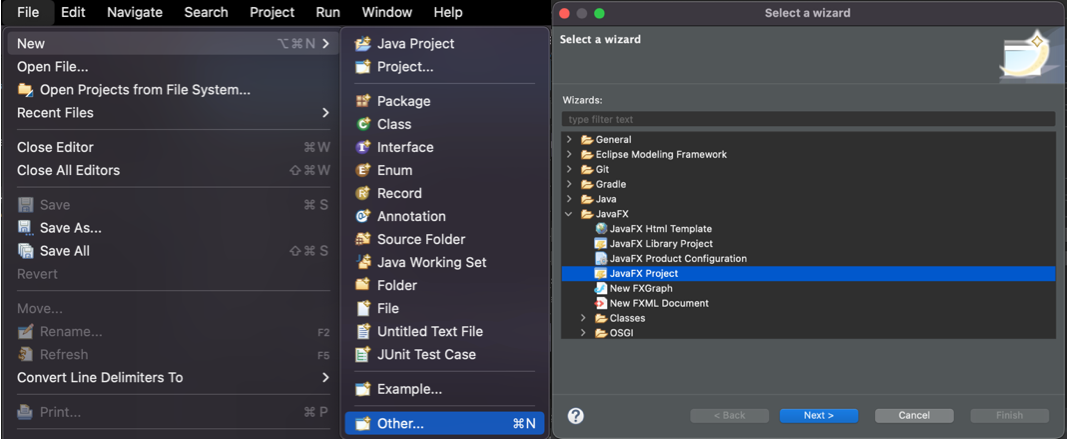 File Edit Navigate Search Project Run Window Help
New ⌥⌘N >
Open File...
Open Projects from File System...
Recent Files >
Close Editor ⌘W
Close All Editors ⇧⌘W
Save ⌘S
Save As...
Save All ⇧⌘S
Revert
Move...
Rename... F2
Refresh F5
Convert Line Delimiters To >
Print... ⌘P
Java Project
Project...
Package
Class
Interface
Enum
Record
Annotation
Source Folder
Java Working Set
Folder
File
Untitled Text File
JUnit Test Case
Example...
Other... ⌘N
Select a wizard
Select a wizard
Wizards:
type filter text
General
Eclipse Modeling Framework
Git
Gradle
Java
JavaFX
JavaFX Html Template
JavaFX Library Project
JavaFX Product Configuration
JavaFX Project
New FXGraph
New FXML Document
Classes
OSGI
? < Back Next > Cancel Finish